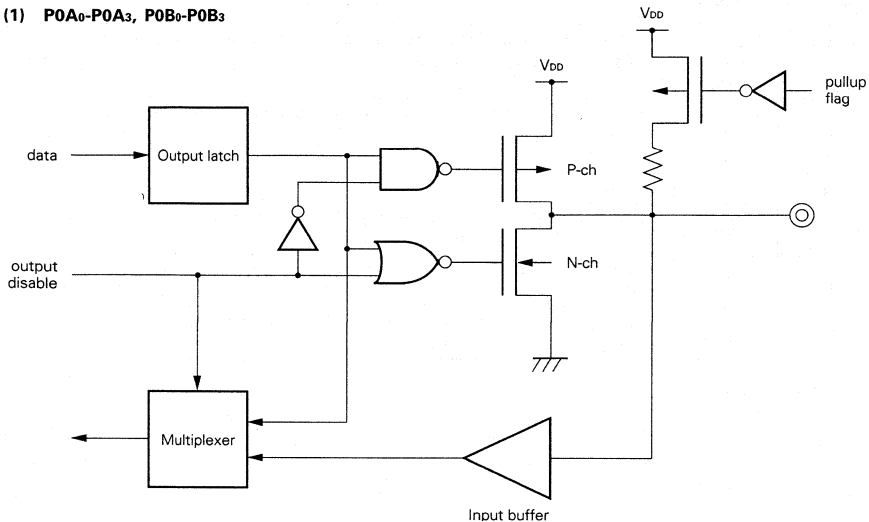 (1) P0A₀-P0A₃, P0B₀-P0B₃
VDD
VDD
pullup
flag
data
Output latch
P-ch
output
disable
N-ch
Multiplexer
Input buffer